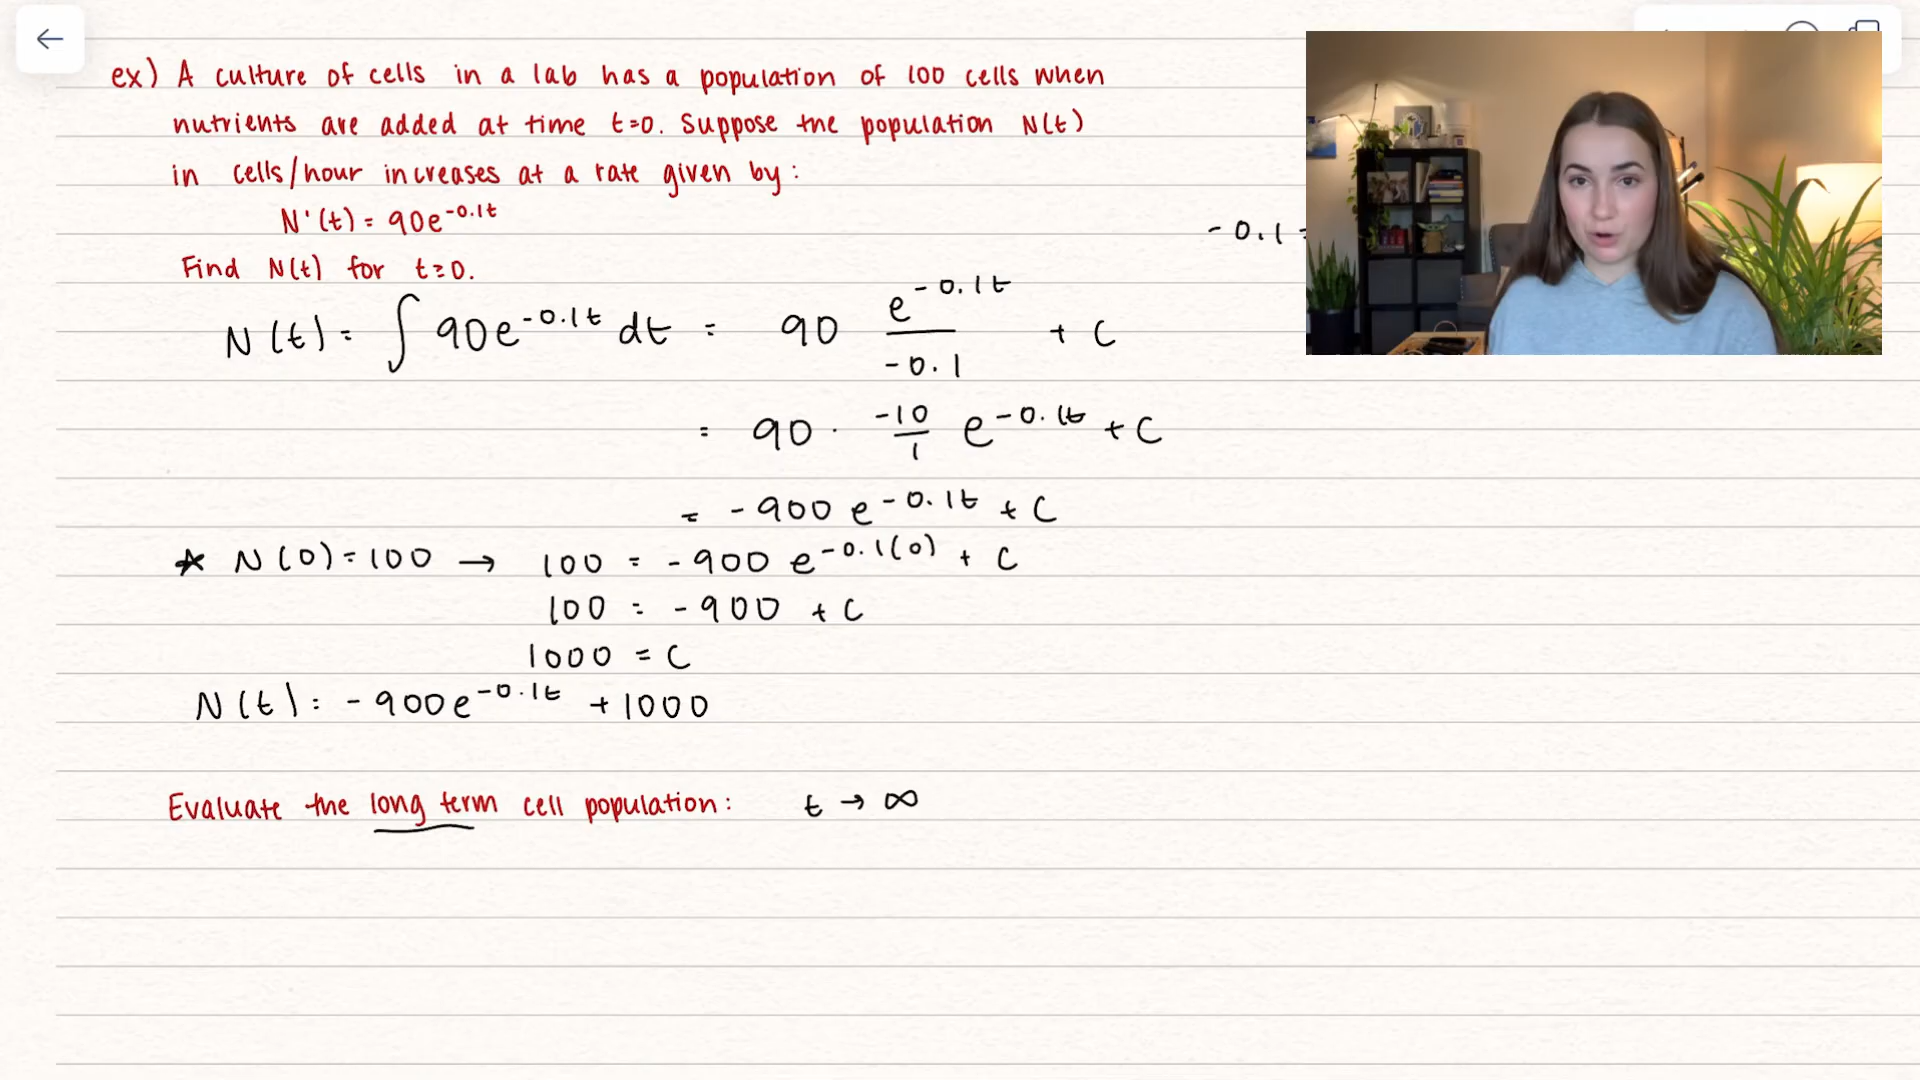 ex) A culture of cells in a lab has a population of 100 cells when
nutrients are added at time t=0. Suppose the population N(t)
in cells/hour increases at a rate given by:
N'(t) = 90e^-0.1t
Find N(t) for t≥0.
-0.1 =
N(t) = ∫ 90e^-0.1t dt = 90 e^-0.1t / -0.1 + C
= 90 · -10/1 e^-0.1t + C
= -900 e^-0.1t + C
★ N(0) = 100 → 100 = -900 e^-0.1(0) + C
100 = -900 + C
1000 = C
N(t) = -900e^-0.1t + 1000
Evaluate the long term cell population: t → ∞